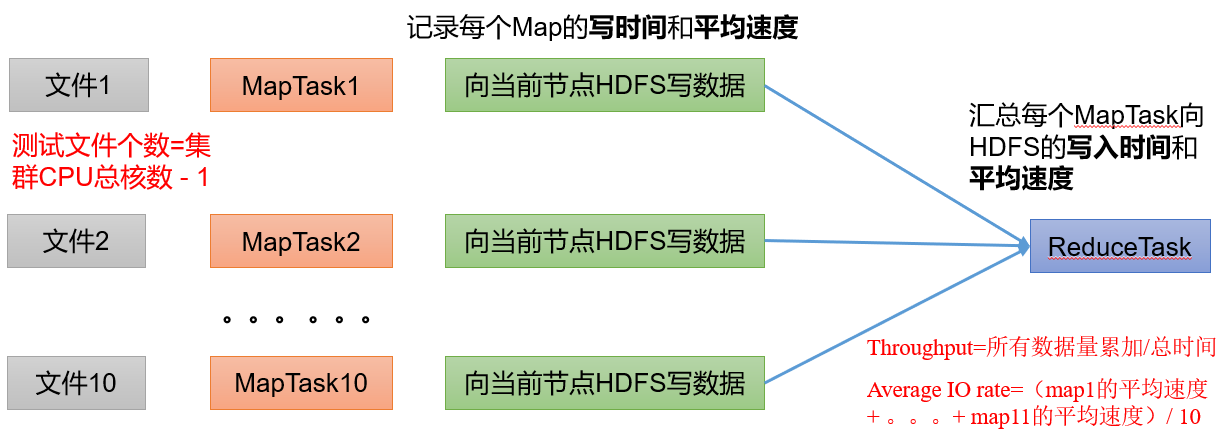 记录每个Map的写时间和平均速度
文件1
MapTask1
向当前节点HDFS写数据
测试文件个数=集
群CPU总核数 - 1
汇总每个MapTask向
HDFS的写入时间和
平均速度
文件2
MapTask2
向当前节点HDFS写数据
ReduceTask
。。。 。。。
文件10
MapTask10
向当前节点HDFS写数据
Throughput=所有数据量累加/总时间
Average IO rate=（map1的平均速度
+ 。。。+ map11的平均速度）/ 10